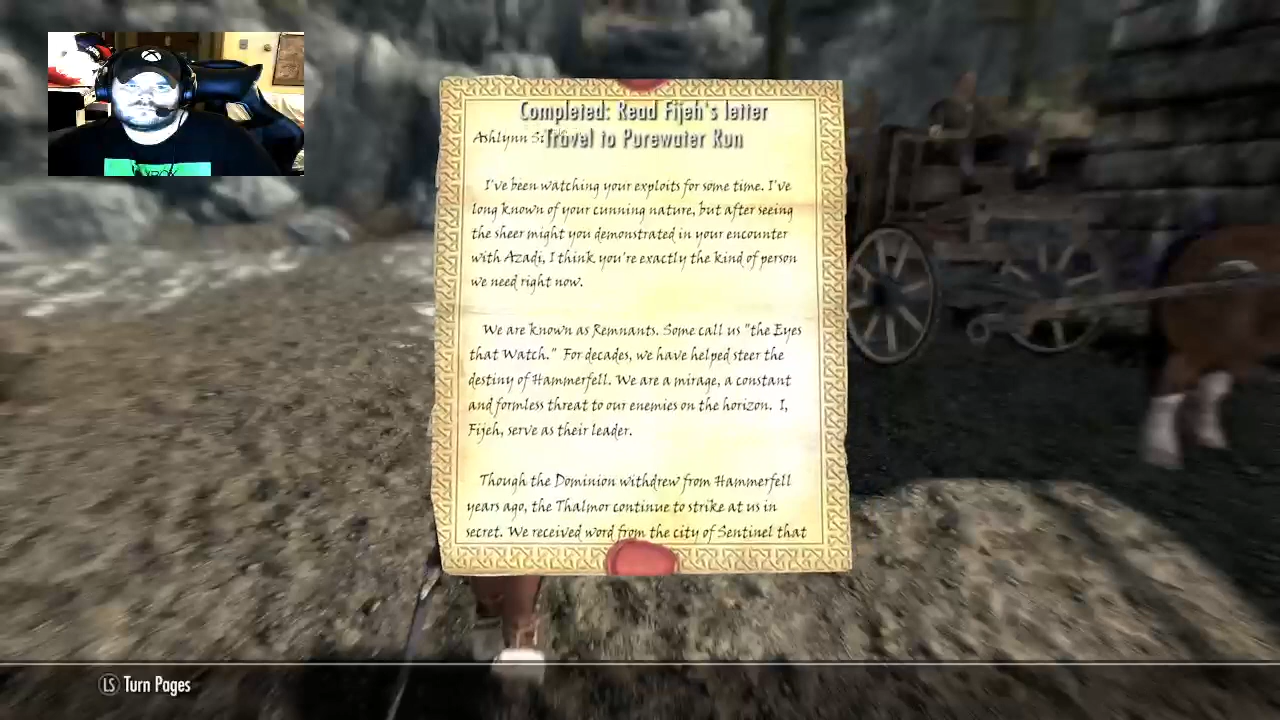 Completed: Read Fijeh's letter
Travel to Purewater Run
Ashlynn
I've been watching your exploits for some time. I've
long known of your cunning nature, but after seeing
the sheer might you demonstrated in your encounter
with Azadi, I think you're exactly the kind of person
we need right now.
We are known as Remnants. Some call us "the Eyes
that Watch." For decades, we have helped steer the
destiny of Hammerfell. We are a mirage, a constant
and formless threat to our enemies on the horizon. I,
Fijeh, serve as their leader.
Though the Dominion withdrew from Hammerfell
years ago, the Thalmor continue to strike at us in
secret. We received word from the city of Sentinel that
LS Turn Pages
XBOX